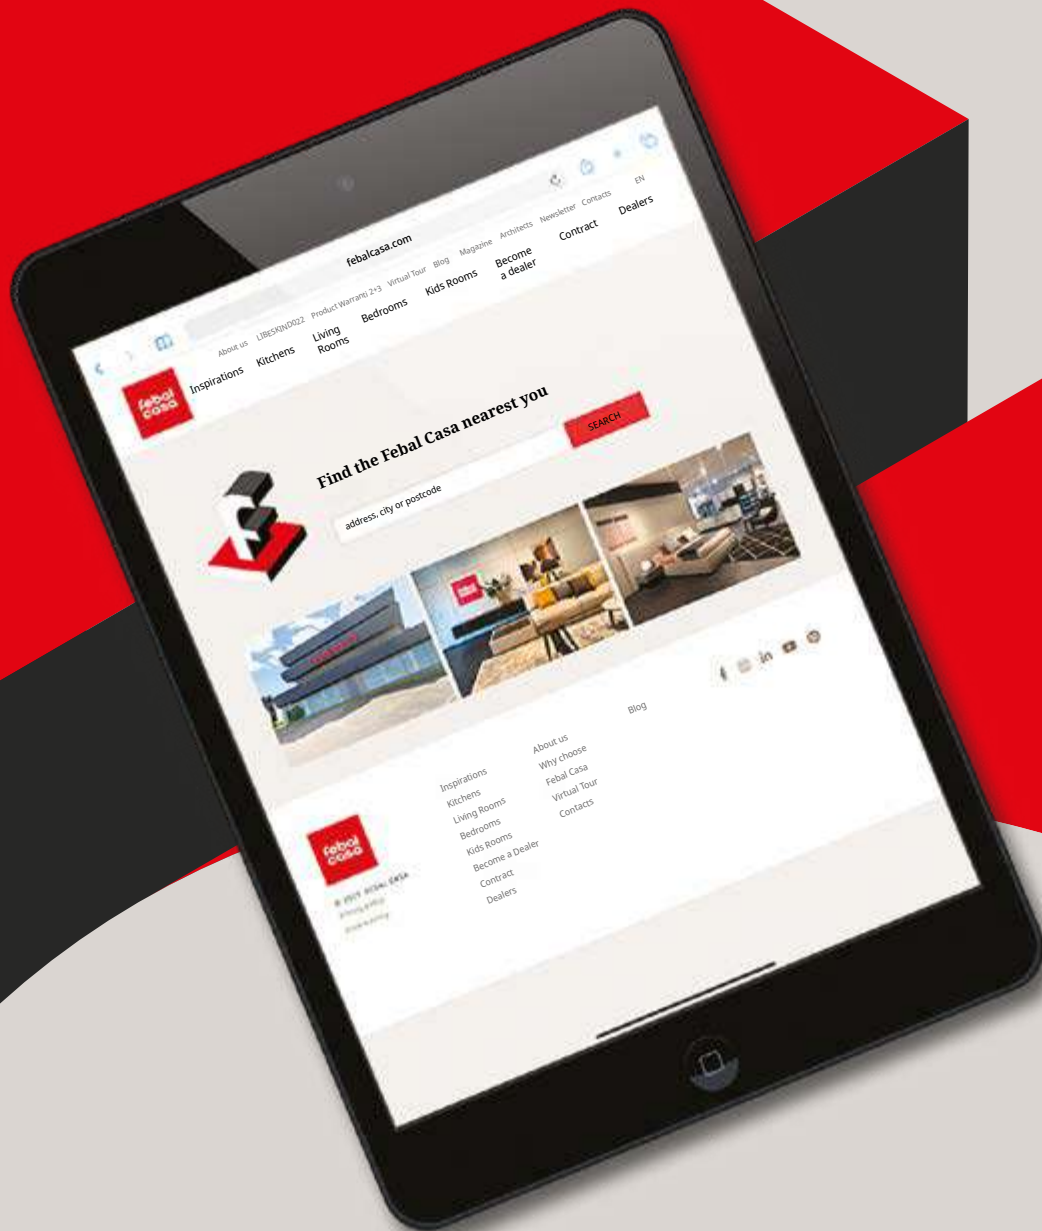 febalcasa.com
About us LIBESKIND022 Product Warranti 2+3 Virtual Tour Blog Magazine Architects Newsletter Contacts EN
febal
casa
Inspirations Kitchens Living
Rooms Bedrooms Kids Rooms Become
a dealer Contract Dealers
Find the Febal Casa nearest you
address, city or postcode
SEARCH
febal
casa
Inspirations
Kitchens
Living Rooms
Bedrooms
Kids Rooms
Become a Dealer
Contract
Dealers
About us
Why choose
Febal Casa
Virtual Tour
Contacts
Blog